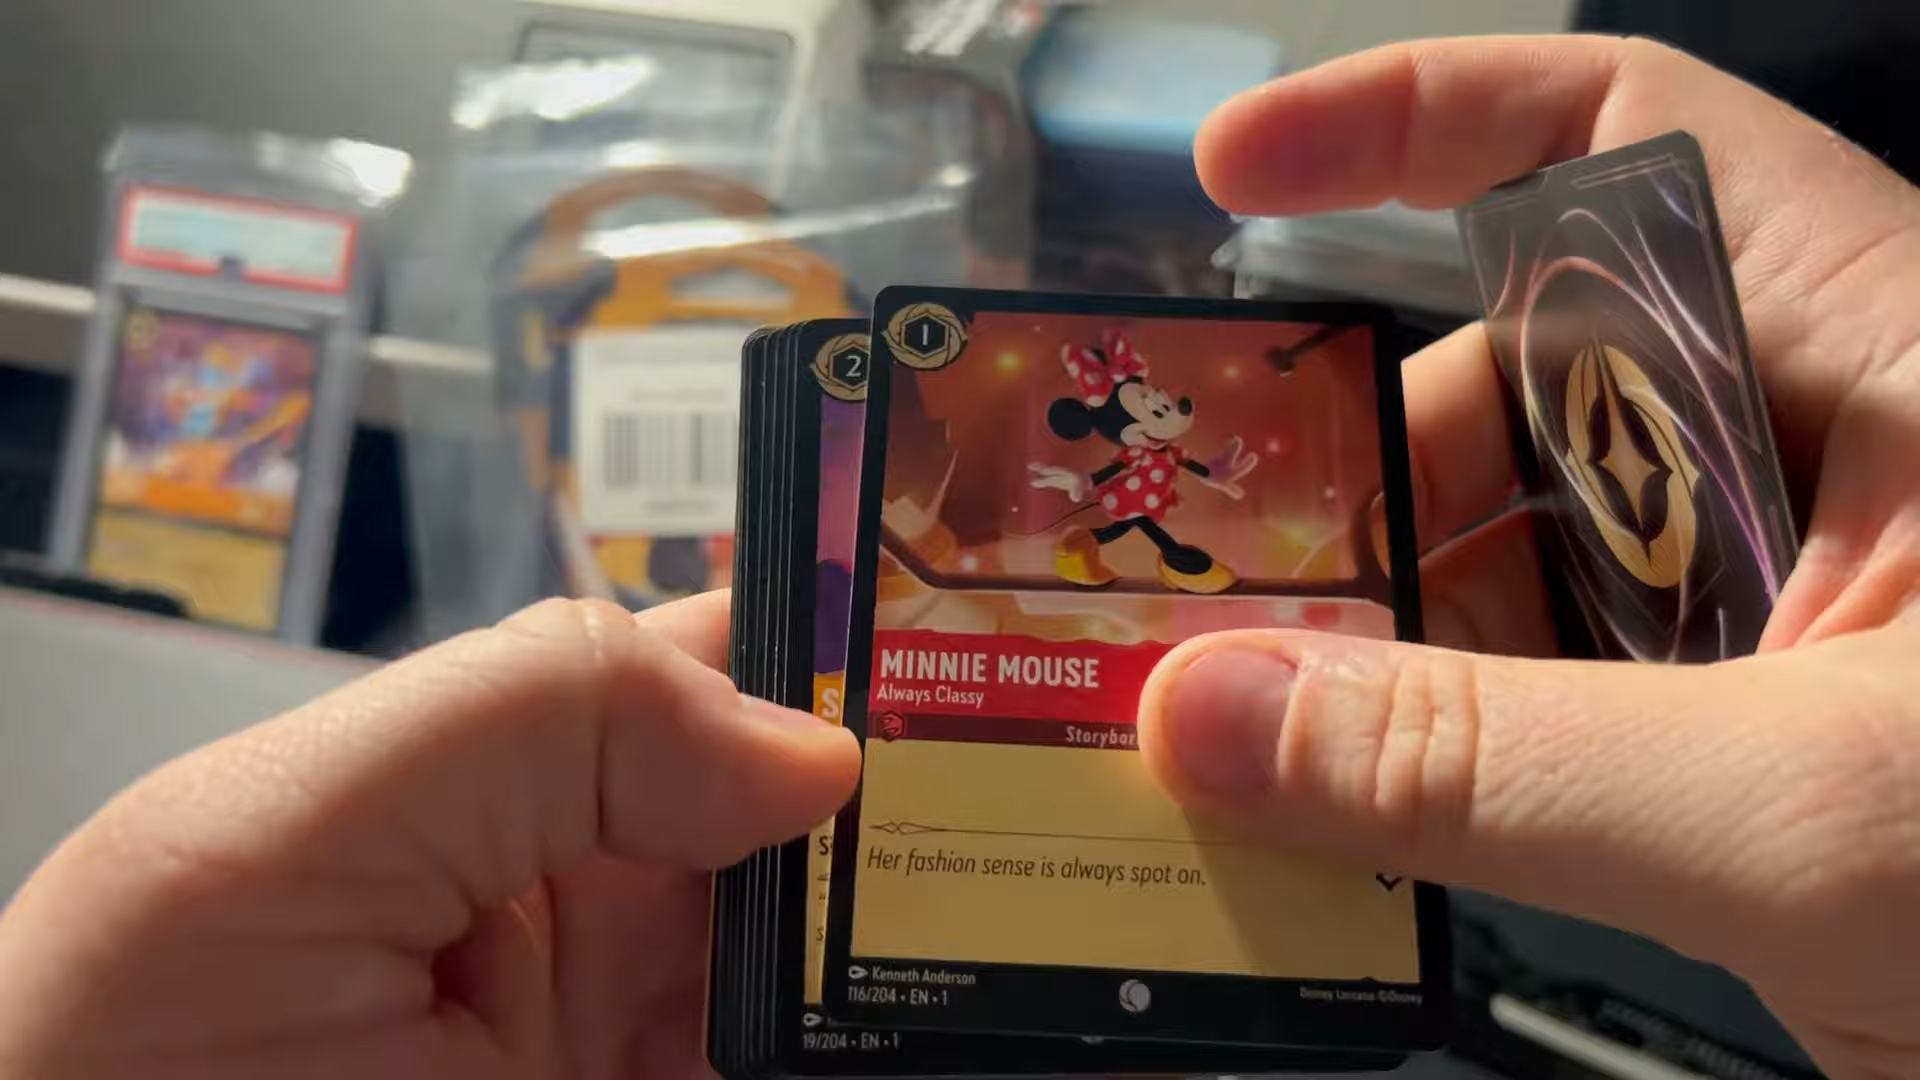 1
2
MINNIE MOUSE
Always Classy
Storybor
S
Her fashion sense is always spot on.
Kenneth Anderson
116/204 • EN • 1
Disney Lorcana ©Disney
19/204 • EN • 1